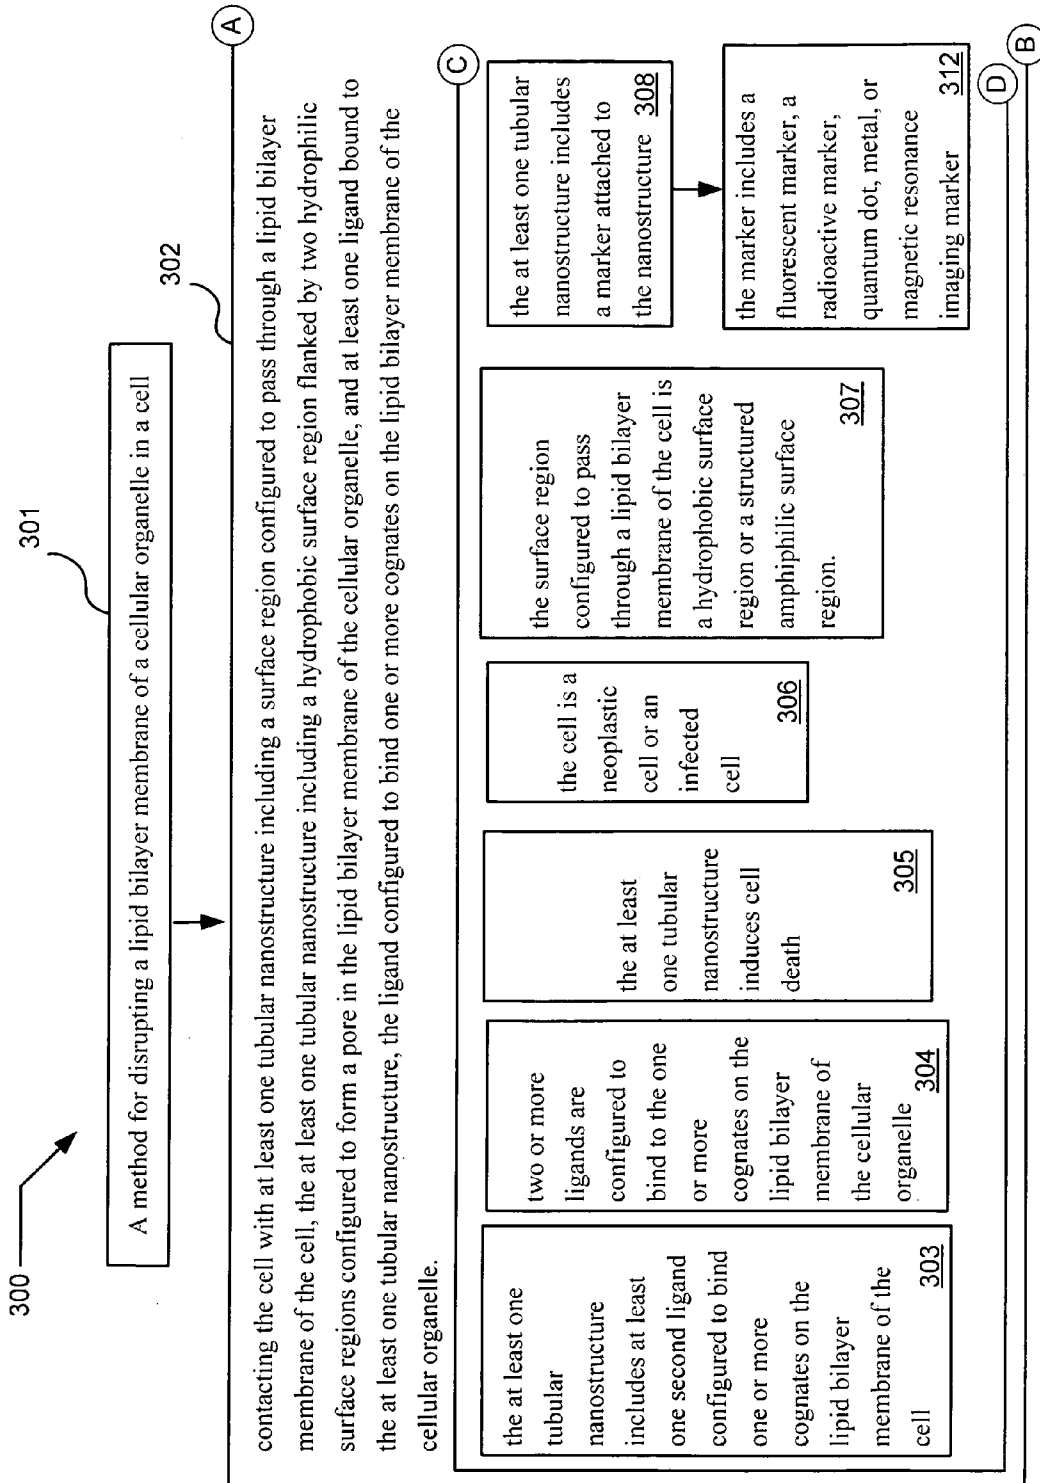 300
301
A method for disrupting a lipid bilayer membrane of a cellular organelle in a cell
302
A
contacting the cell with at least one tubular nanostructure including a surface region configured to pass through a lipid bilayer
membrane of the cell, the at least one tubular nanostructure including a hydrophobic surface region flanked by two hydrophilic
surface regions configured to form a pore in the lipid bilayer membrane of the cellular organelle, and at least one ligand bound to
the at least one tubular nanostructure, the ligand configured to bind one or more cognates on the lipid bilayer membrane of the
cellular organelle.
C
the at least one
tubular
nanostructure
includes at least
one second ligand
configured to bind
one or more
cognates on the
lipid bilayer
membrane of the
cell
303
two or more
ligands are
configured to
bind to the one
or more
cognates on the
lipid bilayer
membrane of
the cellular
organelle
304
the at least
one tubular
nanostructure
induces cell
death
305
the cell is a
neoplastic
cell or an
infected
cell
306
the surface region
configured to pass
through a lipid bilayer
membrane of the cell is
a hydrophobic surface
region or a structured
amphiphilic surface
region.
307
the at least one tubular
nanostructure includes
a marker attached to
the nanostructure 308
the marker includes a
fluorescent marker, a
radioactive marker,
quantum dot, metal, or
magnetic resonance
imaging marker 312
D
B